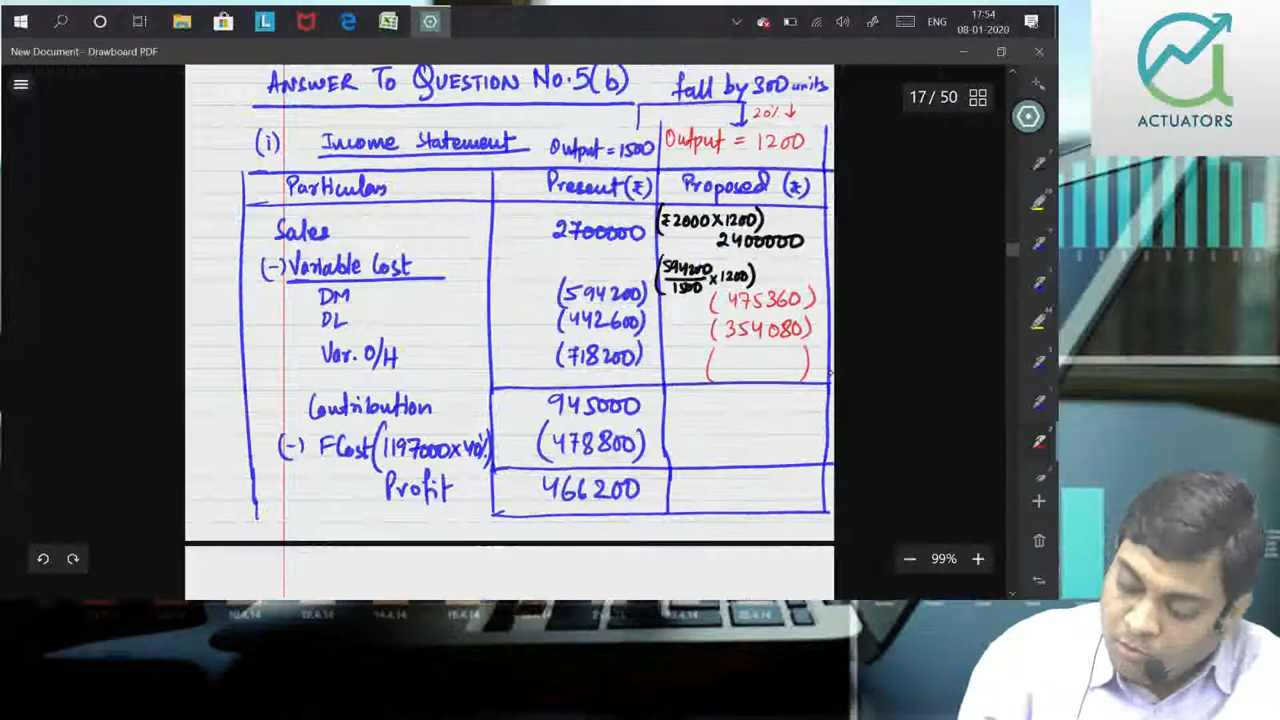 17:54
ENG
08-01-2020
New Document - Drawboard PDF
ACTUATORS
17 / 50
ANSWER TO QUESTION NO.5(b)
fall by 300 units
20% ↓
(i) Income Statement Output = 1500 Output = 1200
Particulars Present (₹) Proposed (₹)
(₹2000×1200)
Sales 2700000 2400000
(-) Variable Cost (594200/1500 ×1200)
DM (594200) (475360)
DL (442600) (354080)
Var. O/H (718200) ( )
Contribution 945000
(-) FCost (1197000×40%) (478800)
Profit 466200
99%